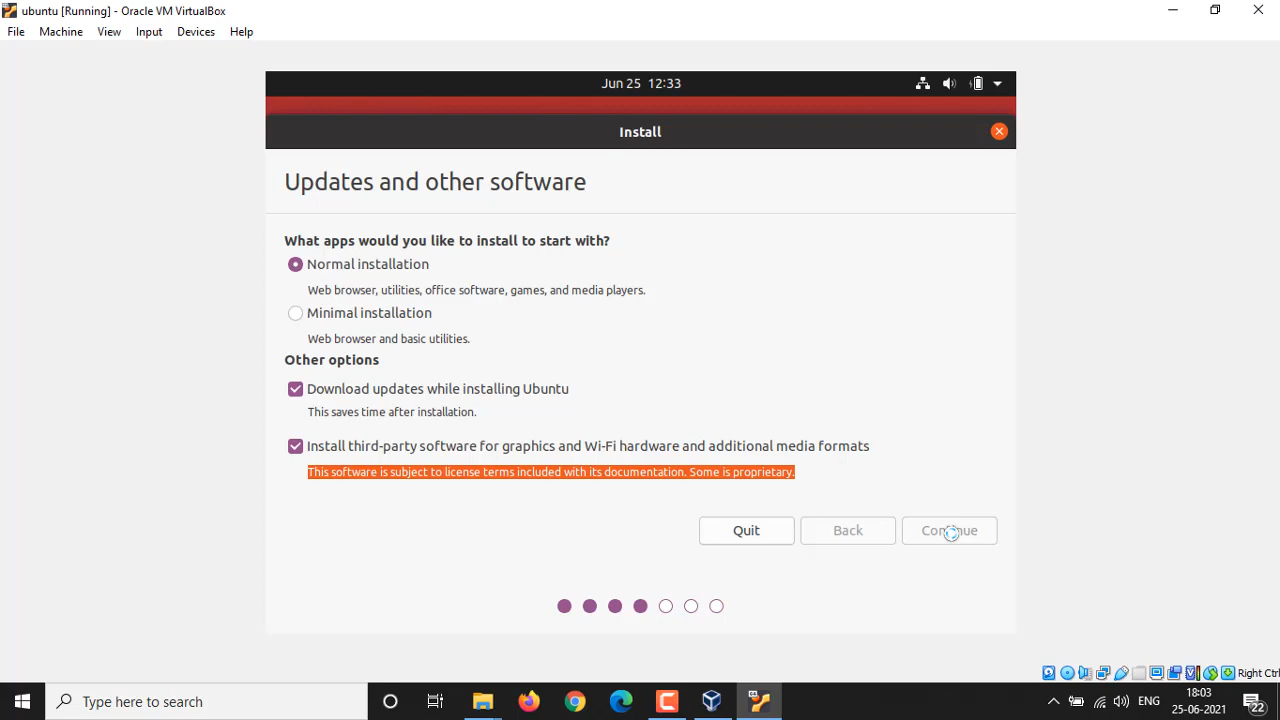 ubuntu [Running] - Oracle VM VirtualBox
File Machine View Input Devices Help
Jun 25 12:33
Install
Updates and other software
What apps would you like to install to start with?
Normal installation
Web browser, utilities, office software, games, and media players.
Minimal installation
Web browser and basic utilities.
Other options
Download updates while installing Ubuntu
This saves time after installation.
Install third-party software for graphics and Wi-Fi hardware and additional media formats
This software is subject to license terms included with its documentation. Some is proprietary.
Quit Back Continue
Right Ctrl
Type here to search
ENG
18:03
25-06-2021
22